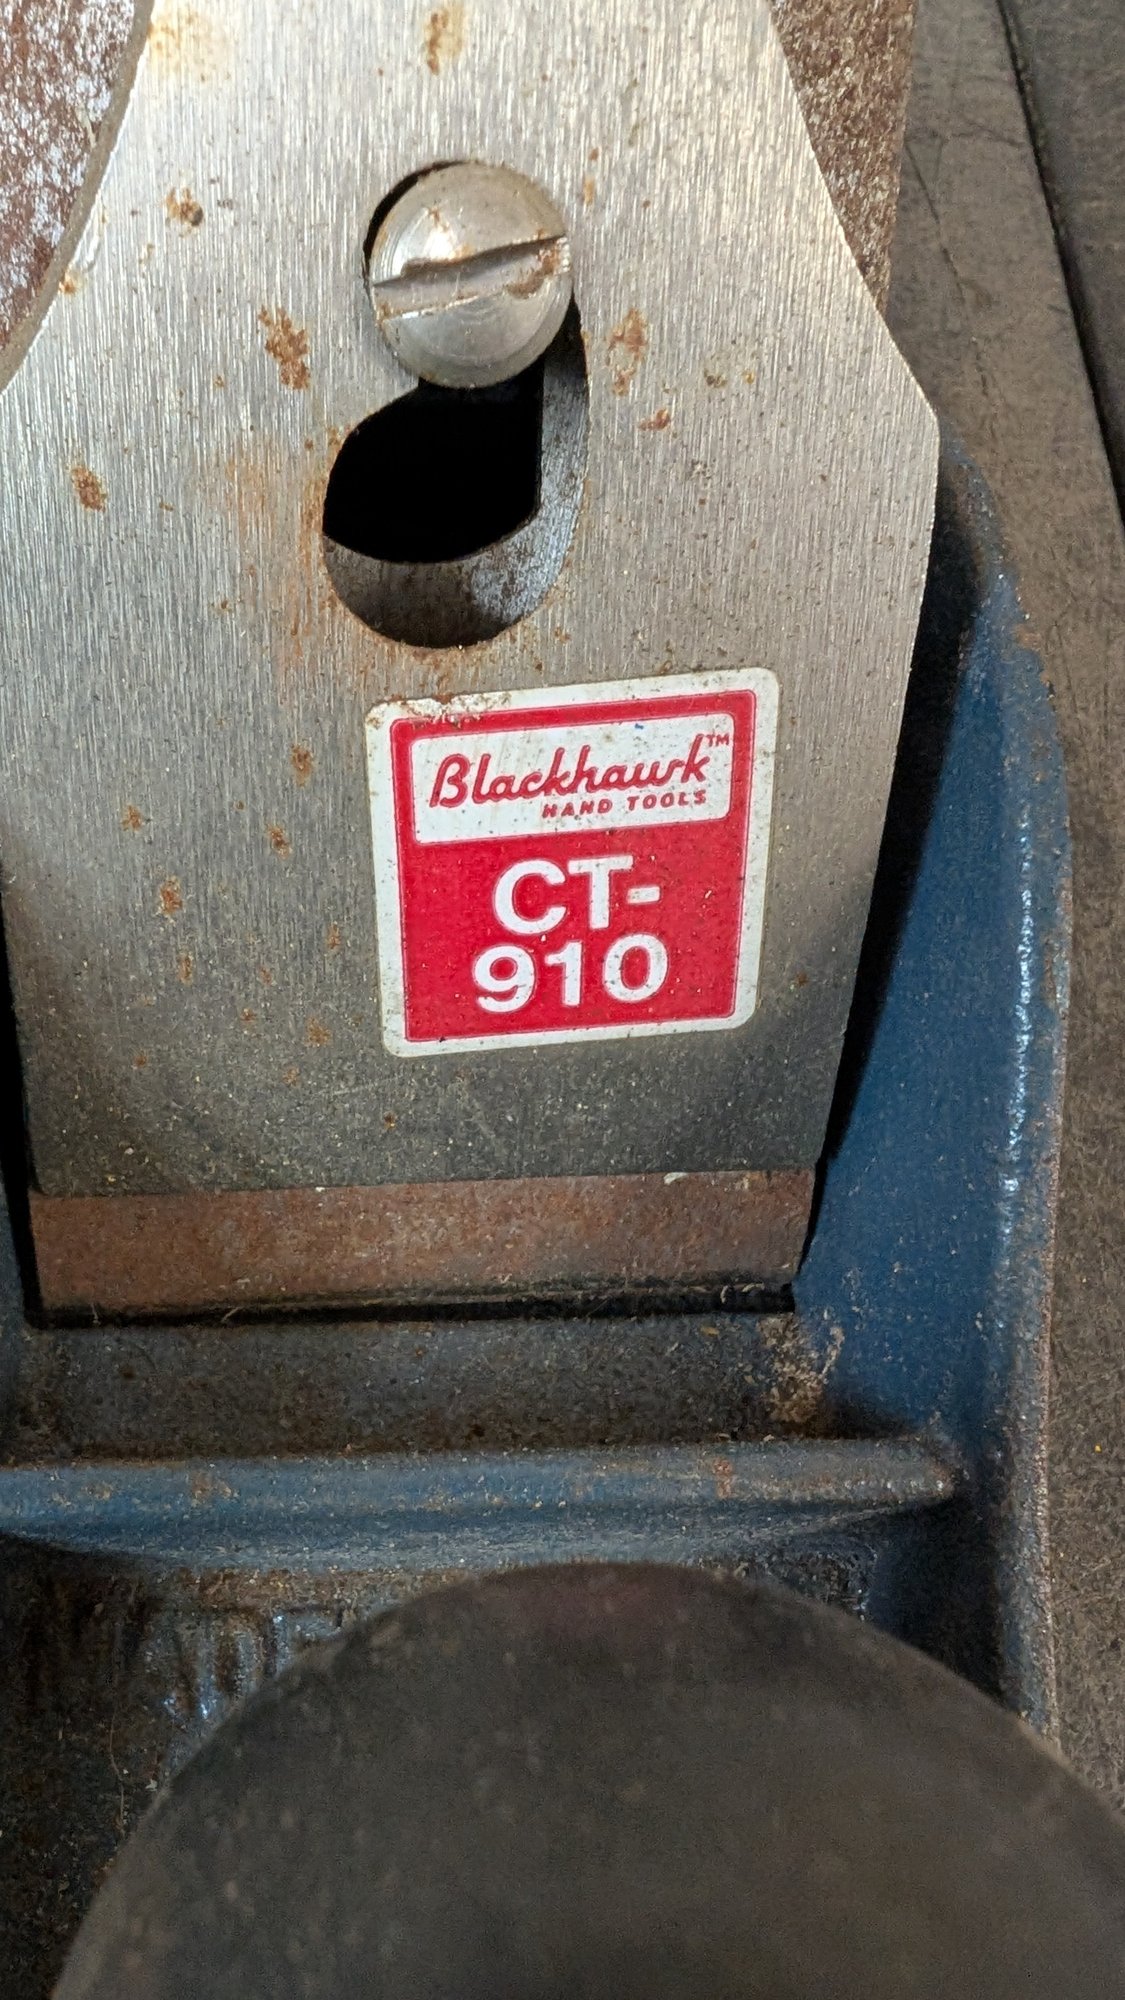 Blackhawk™
HAND TOOLS
CT-
910